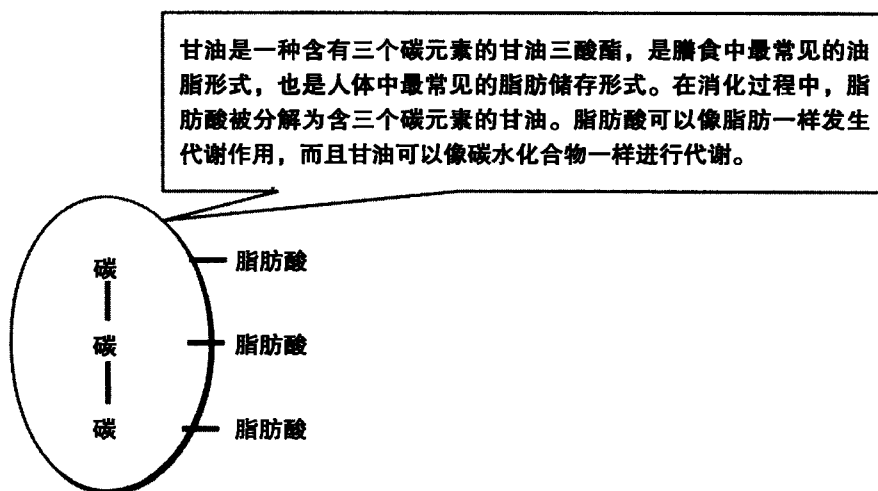 甘油是一种含有三个碳元素的甘油三酸酯，是膳食中最常见的油
脂形式，也是人体中最常见的脂肪储存形式。在消化过程中，脂
肪酸被分解为含三个碳元素的甘油。脂肪酸可以像脂肪一样发生
代谢作用，而且甘油可以像碳水化合物一样进行代谢。
碳 脂肪酸
碳 脂肪酸
碳 脂肪酸